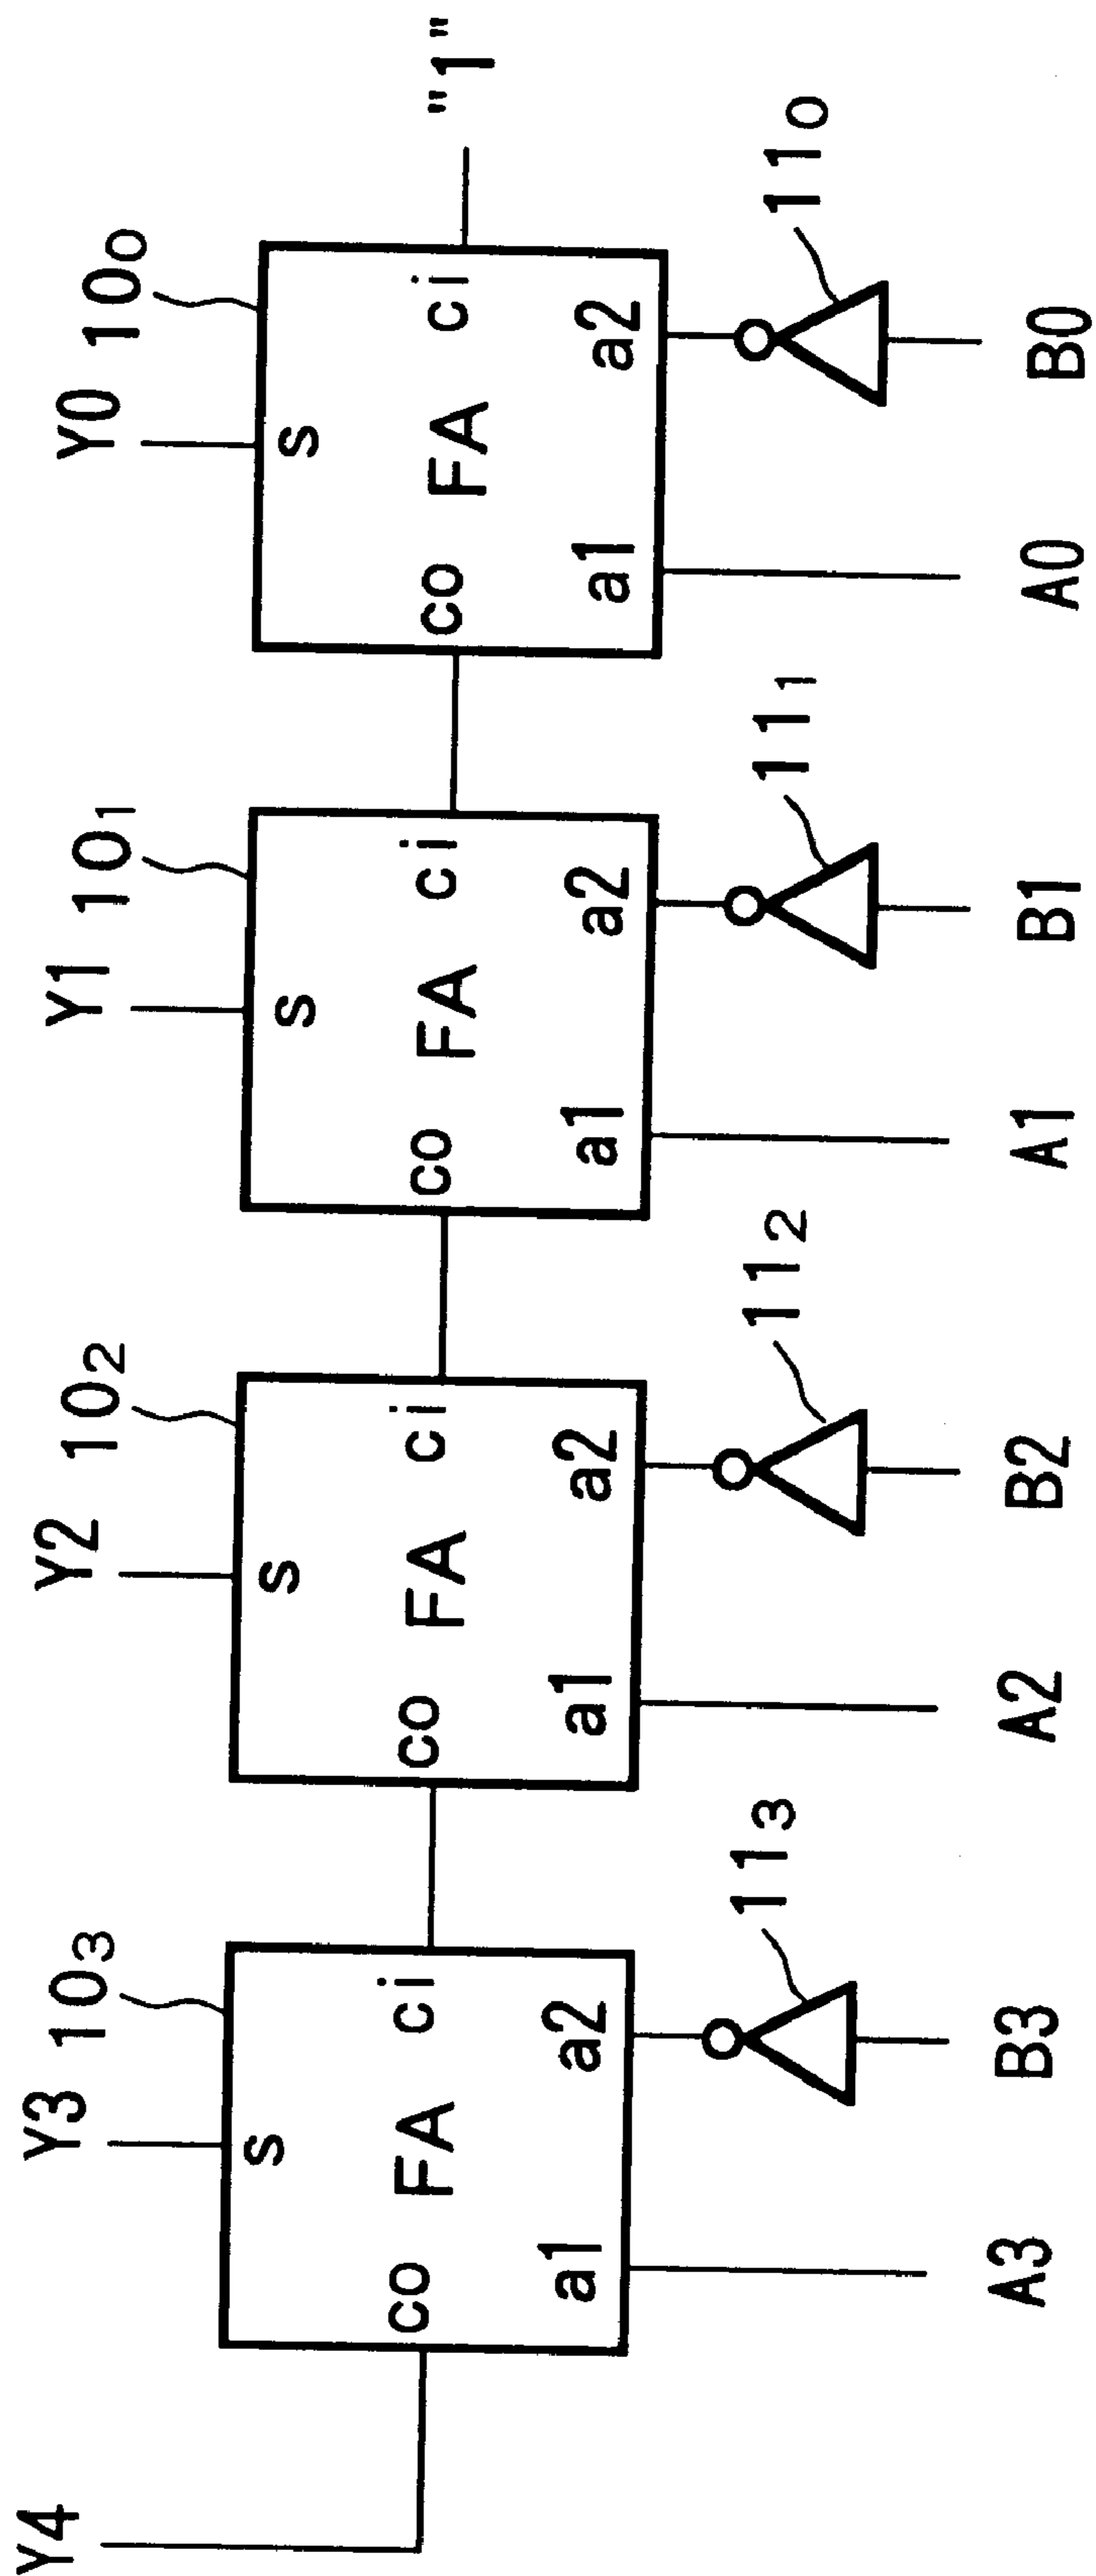 Y4 Y3 10₃ Y2 10₂ Y1 10₁ Y0 10₀
s s s s
co FA ci co FA ci co FA ci co FA ci "1"
a1 a2 a1 a2 a1 a2 a1 a2
11₃ 11₂ 11₁ 11₀
A3 B3 A2 B2 A1 B1 A0 B0